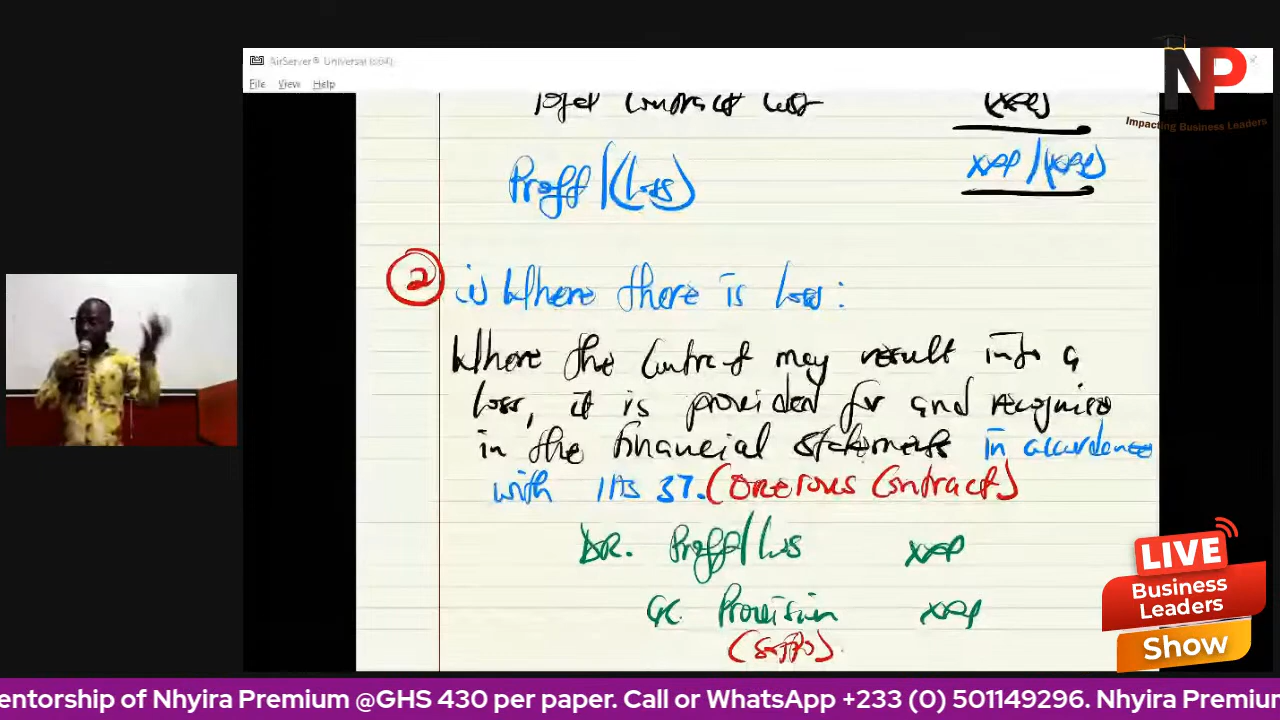 AirServer® Universal (x64)
File View Help
Total Contract Cost (xxx)
Profit/(Loss) xxx/(xxx)
2 i) Where there is loss:
Where the Contract may result into a
loss, it is provided for and recognise
in the financial statements in accordance
with IAS 37. (Onerous Contract)
DR. Profit/Loss xxx
CR. Provision xxx
(SOFP)
NP
Impacting Business Leaders
LIVE
Business
Leaders
Show
entorship of Nhyira Premium @GHS 430 per paper. Call or WhatsApp +233 (0) 501149296. Nhyira Premiur